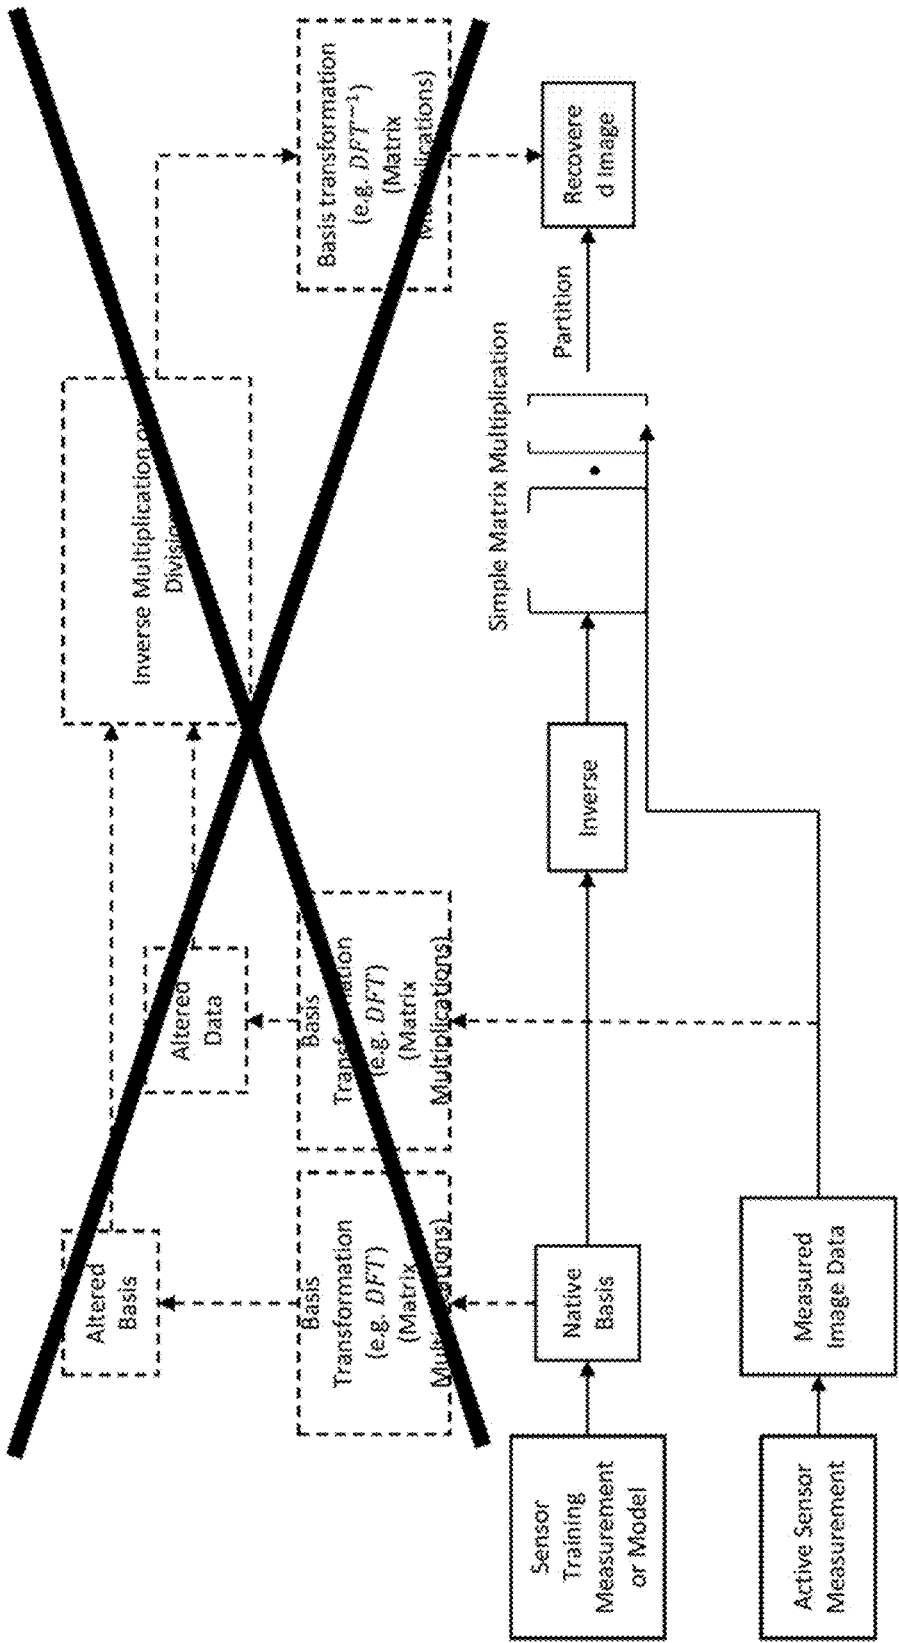 Altered
Basis
Altered
Data
Inverse Multiplication or
Basis
Transformation
(e.g. DFT)
(Matrix
Basis
(e.g. DFT)
(Matrix
Multiplications)
Basis transformation
(e.g. DFT⁻¹)
(Matrix
Sensor
Training
Measurement
or Model
Native
Basis
Inverse
Simple Matrix Multiplication
Partition
Recovere
d Image
Active Sensor
Measurement
Measured
Image Data